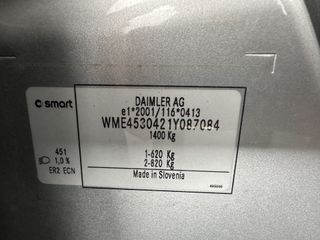 smart
DAIMLER AG
e1*2001/116*0413
WME4530421Y087084
1400 Kg
1-620 Kg
2-820 Kg
Made in Slovenia
451
1,0 %
ER2 ECN